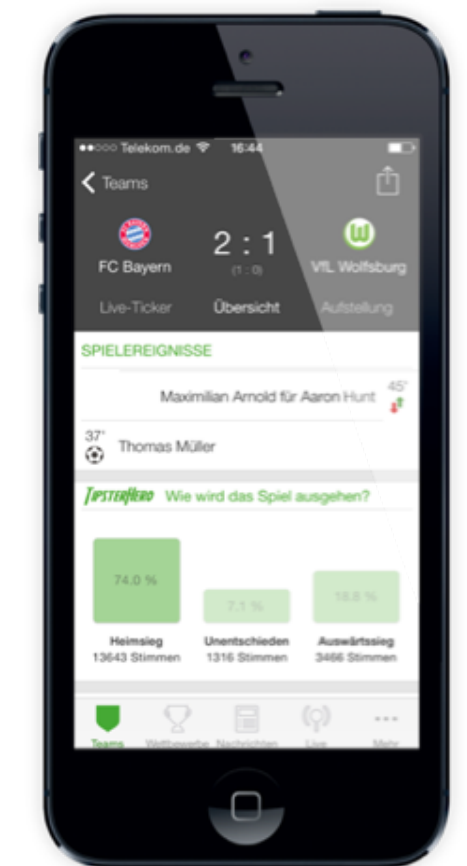 Telekom.de 16:44
Teams
2 : 1
(1 : 0)
FC Bayern VfL Wolfsburg
Live-Ticker Übersicht Aufstellung
SPIELEREIGNISSE
Maximilian Arnold für Aaron Hunt 45'
37' Thomas Müller
TIPSTERHERO Wie wird das Spiel ausgehen?
74.0 % 7.1 % 18.8 %
Heimsieg Unentschieden Auswärtssieg
13643 Stimmen 1316 Stimmen 3466 Stimmen
Teams Wettbewerbe Nachrichten Live Mehr